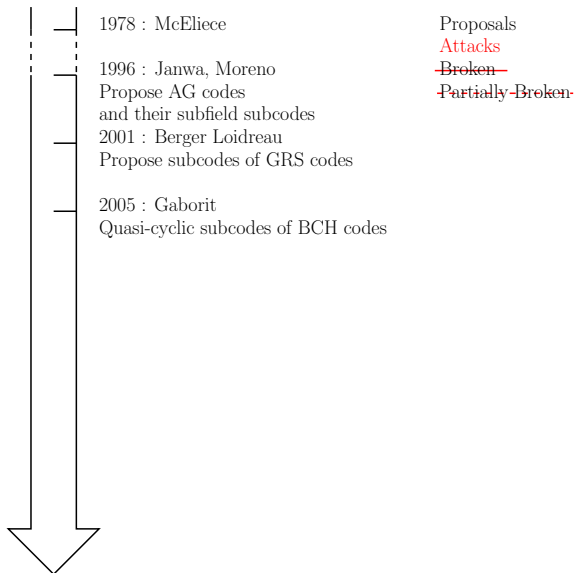 1978 : McEliece
1996 : Janwa, Moreno
Propose AG codes
and their subfield subcodes
2001 : Berger Loidreau
Propose subcodes of GRS codes
2005 : Gaborit
Quasi-cyclic subcodes of BCH codes
Proposals
Attacks
Broken
Partially Broken